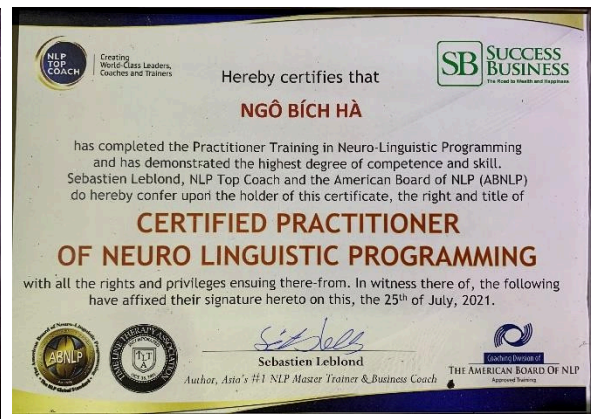 NLP TOP COACH
Creating
World-Class Leaders,
Coaches and Trainers
SB SUCCESS BUSINESS
The Road to Wealth and Happiness
Hereby certifies that
NGÔ BÍCH HÀ
has completed the Practitioner Training in Neuro-Linguistic Programming
and has demonstrated the highest degree of competence and skill.
Sebastien Leblond, NLP Top Coach and the American Board of NLP (ABNLP)
do hereby confer upon the holder of this certificate, the right and title of
CERTIFIED PRACTITIONER
OF NEURO LINGUISTIC PROGRAMMING
with all the rights and privileges ensuing there-from. In witness there of, the following
have affixed their signature hereto on this, the 25th of July, 2021.
ABNLP
TIME LINE THERAPY ASSOCIATION
TLTA
Sebastien Leblond
Author, Asia's #1 NLP Master Trainer & Business Coach
Coaching Division of
THE AMERICAN BOARD OF NLP
Approved Training